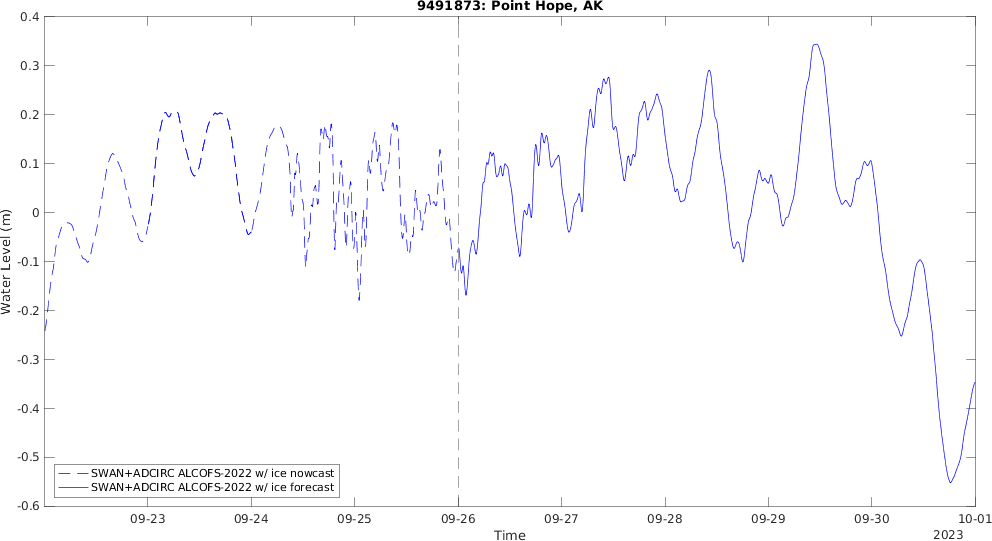 9491873: Point Hope, AK
0.4
0.3
0.2
0.1
0
-0.1
-0.2
-0.3
-0.4
-0.5
-0.6
Water Level (m)
SWAN+ADCIRC ALCOFS-2022 w/ ice nowcast
SWAN+ADCIRC ALCOFS-2022 w/ ice forecast
09-23 09-24 09-25 09-26 09-27 09-28 09-29 09-30 10-01
Time
2023